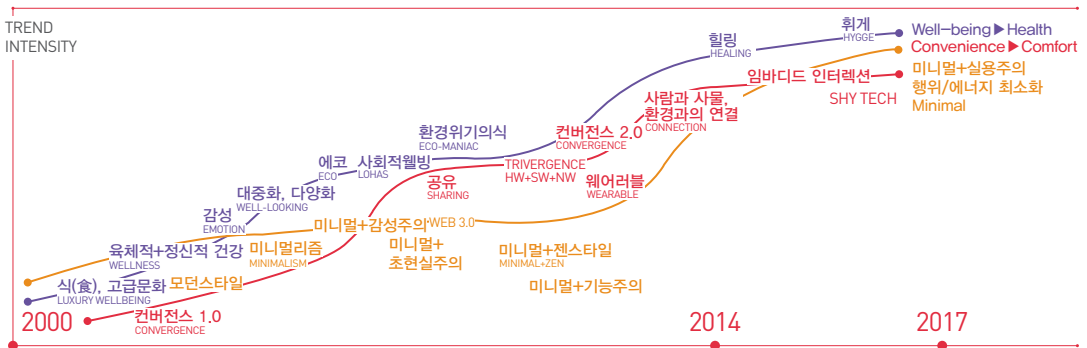 TREND
INTENSITY
휘게
HYGGE
Well-being▶Health
Convenience▶Comfort
힐링
HEALING
임바디드 인터렉션
SHY TECH
미니멀+실용주의
행위/에너지 최소화
Minimal
사람과 사물,
환경과의 연결
CONNECTION
환경위기의식
ECO-MANIAC
컨버전스 2.0
CONVERGENCE
에코
ECO
사회적웰빙
LOHAS
TRIVERGENCE
HW+SW+NW
공유
SHARING
웨어러블
WEARABLE
대중화, 다양화
WELL-LOOKING
감성
EMOTION
미니멀+감성주의
WEB 3.0
육체적+정신적 건강
WELLNESS
미니멀리즘
MINIMALISM
미니멀+
초현실주의
미니멀+젠스타일
MINIMAL+ZEN
식(食), 고급문화
LUXURY WELLBEING
모던스타일
미니멀+기능주의
컨버전스 1.0
CONVERGENCE
2000
2014
2017